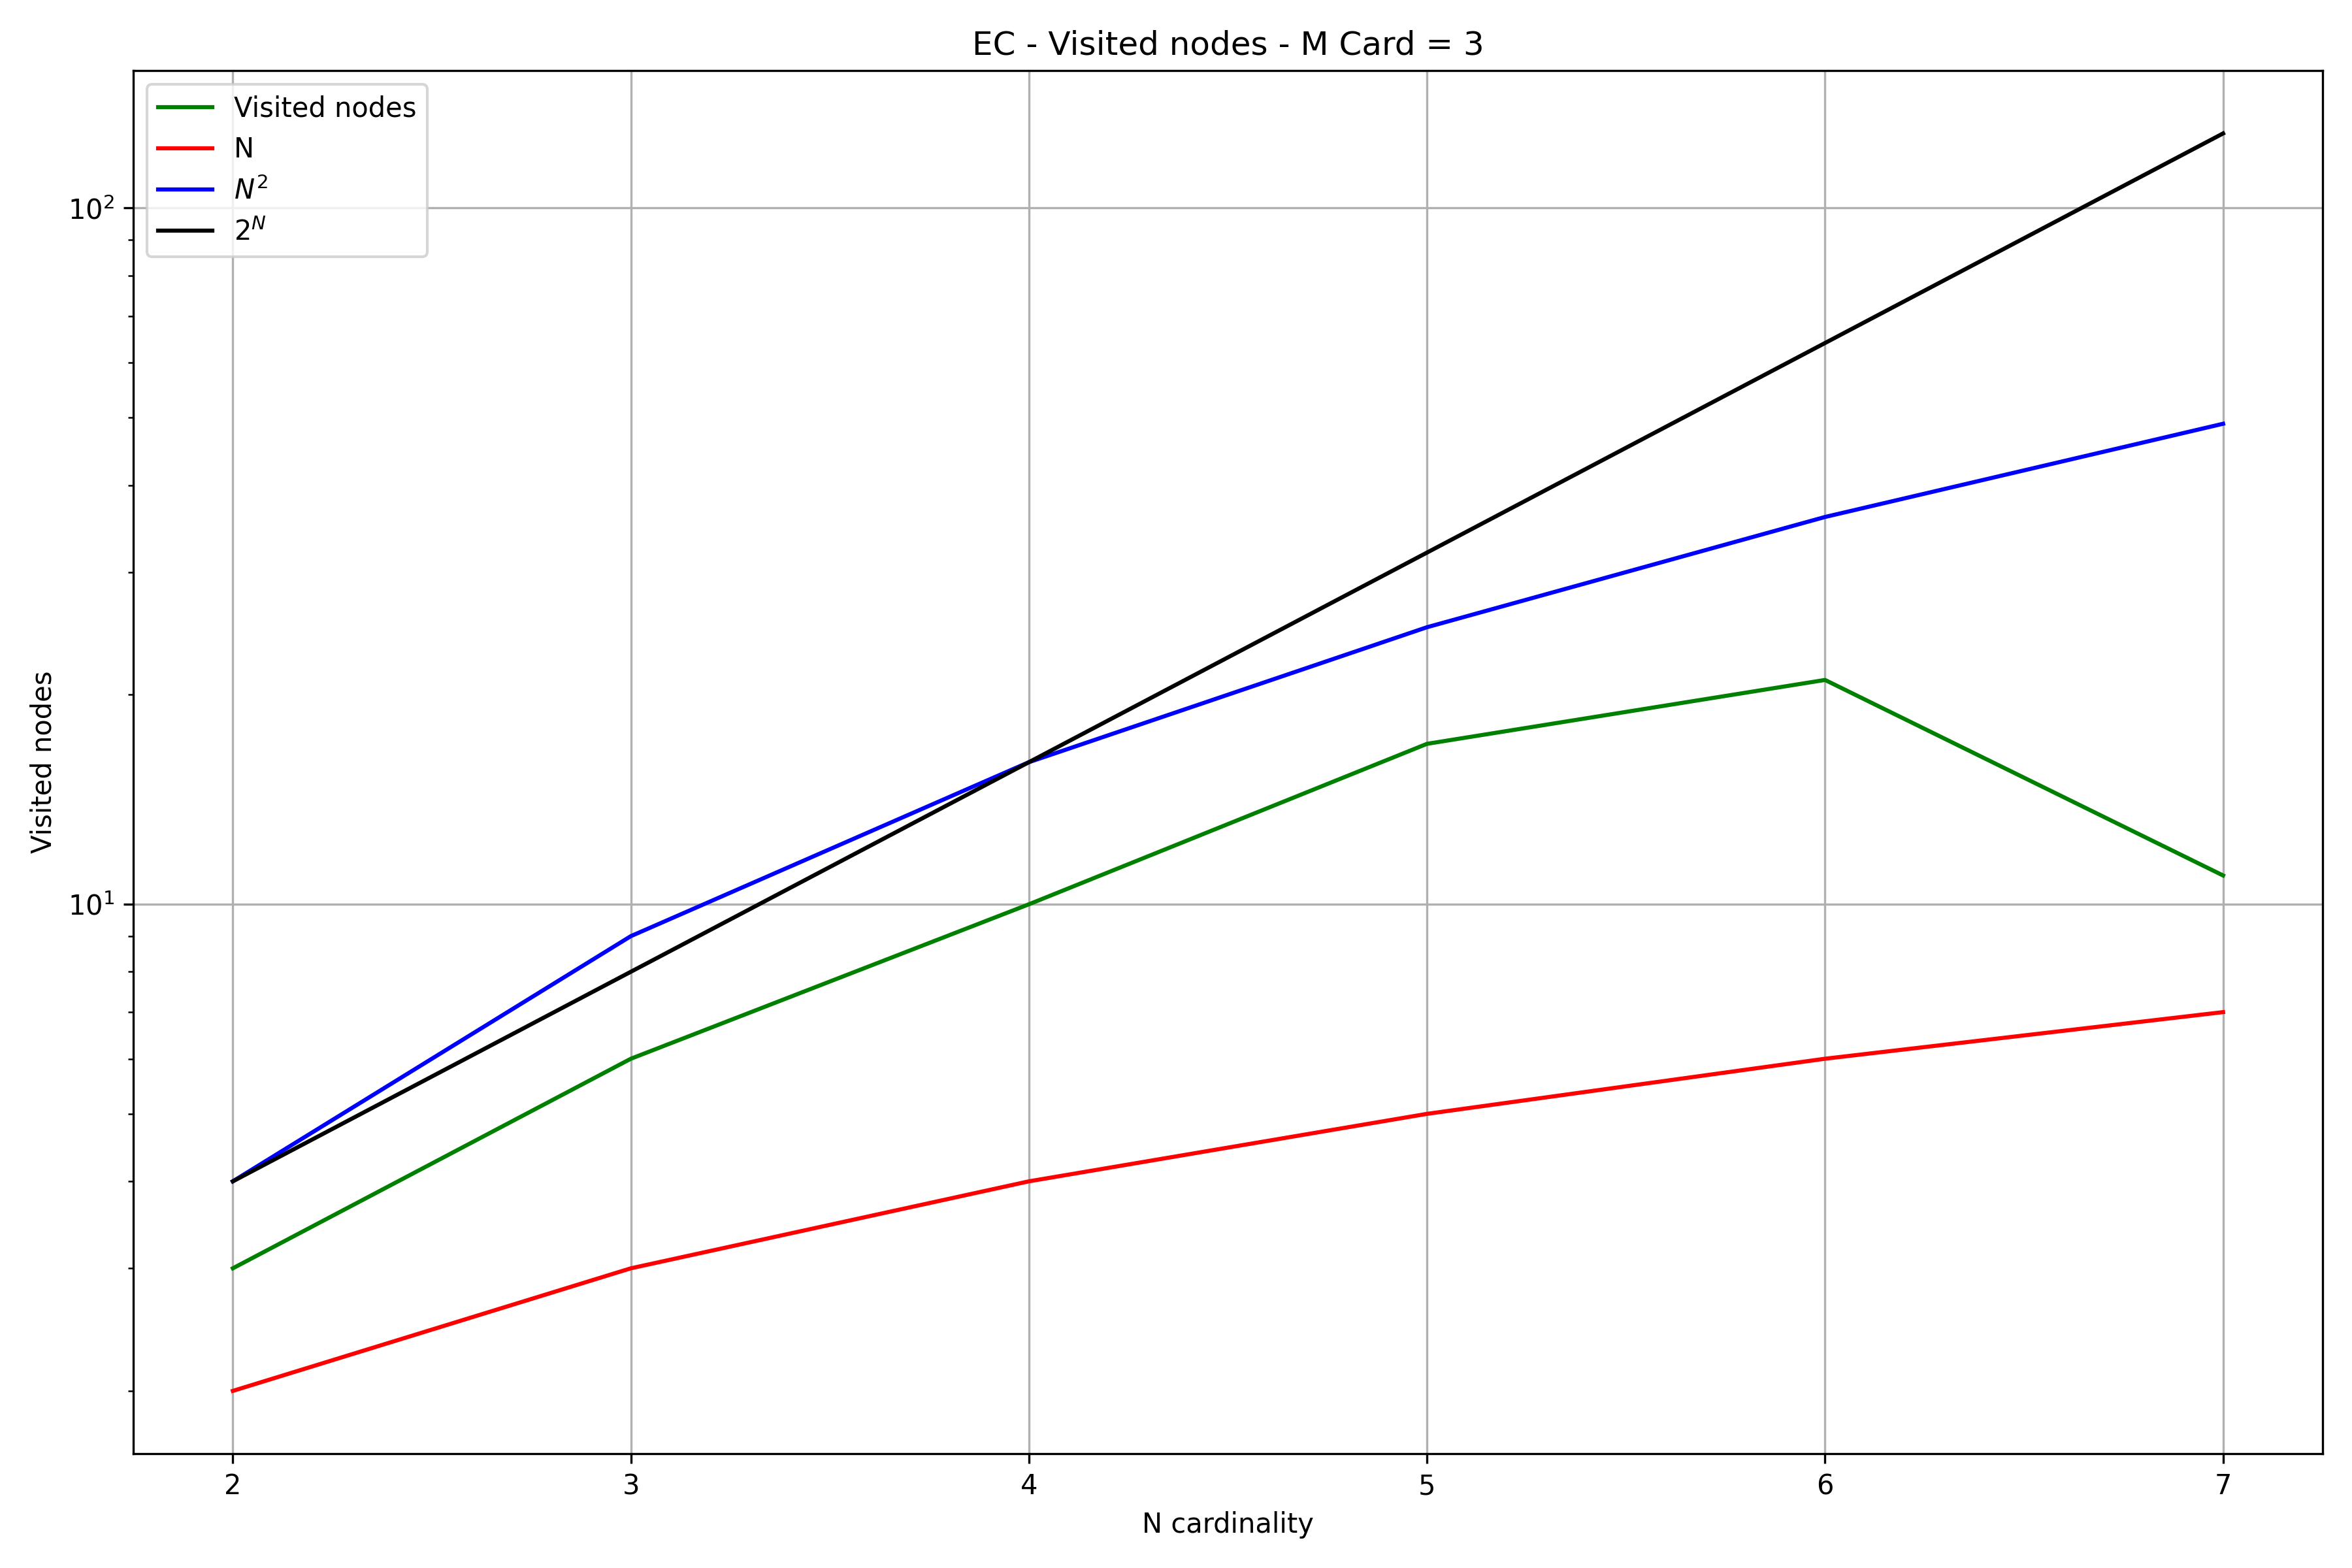 EC - Visited nodes - M Card = 3
Visited nodes
N
N²
2ᴺ
10²
10¹
Visited nodes
2 3 4 5 6 7
N cardinality